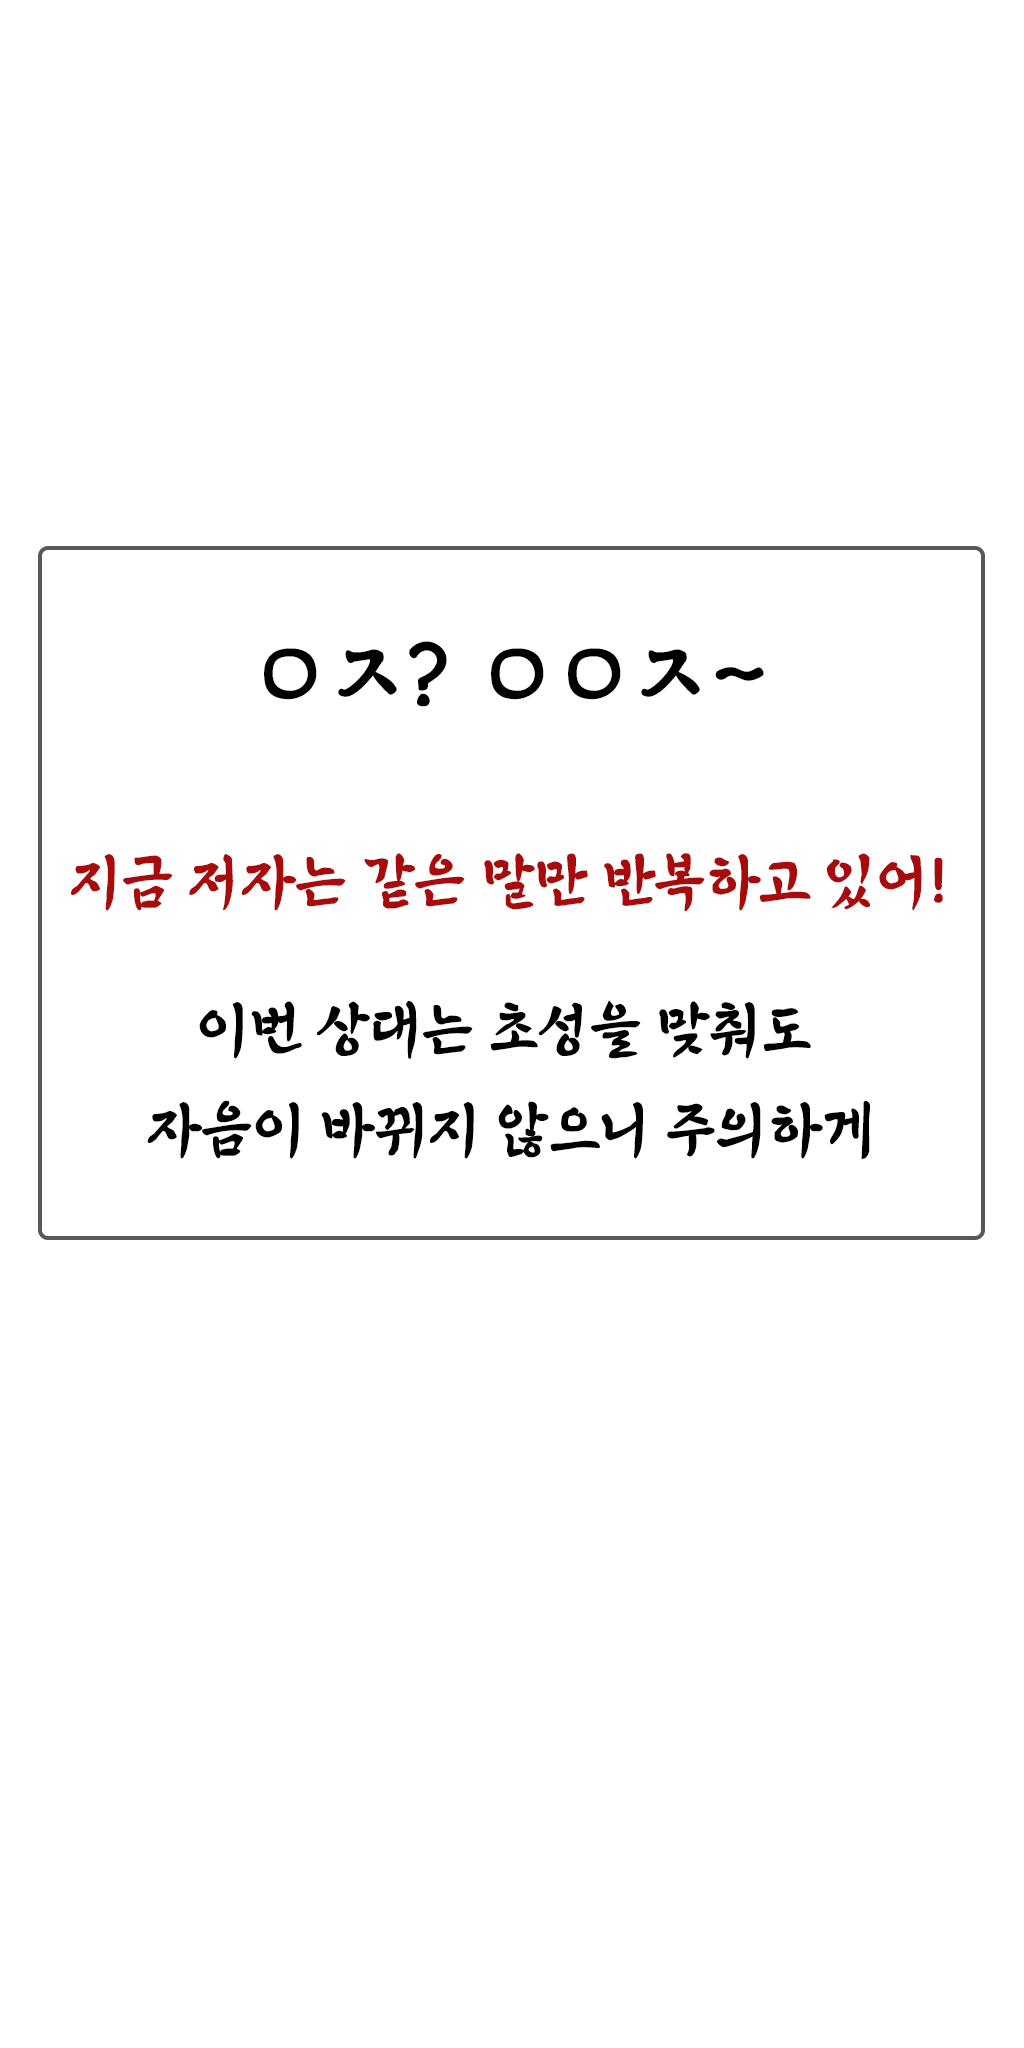 ㅇㅈ? ㅇㅇㅈ~
지금 저자는 같은 말만 반복하고 있어!
이번 상대는 초성을 맞춰도
자음이 바뀌지 않으니 주의하게